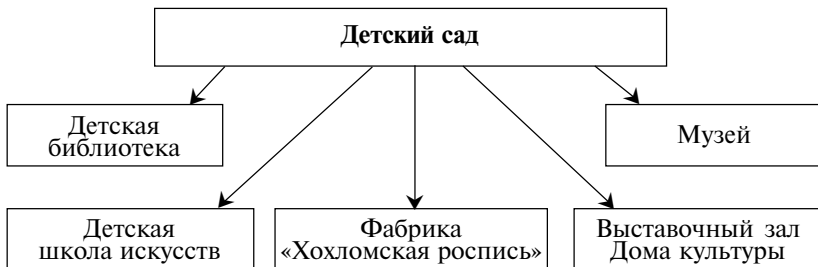 Детский сад
Детская
библиотека
Музей
Детская
школа искусств
Фабрика
«Хохломская роспись»
Выставочный зал
Дома культуры